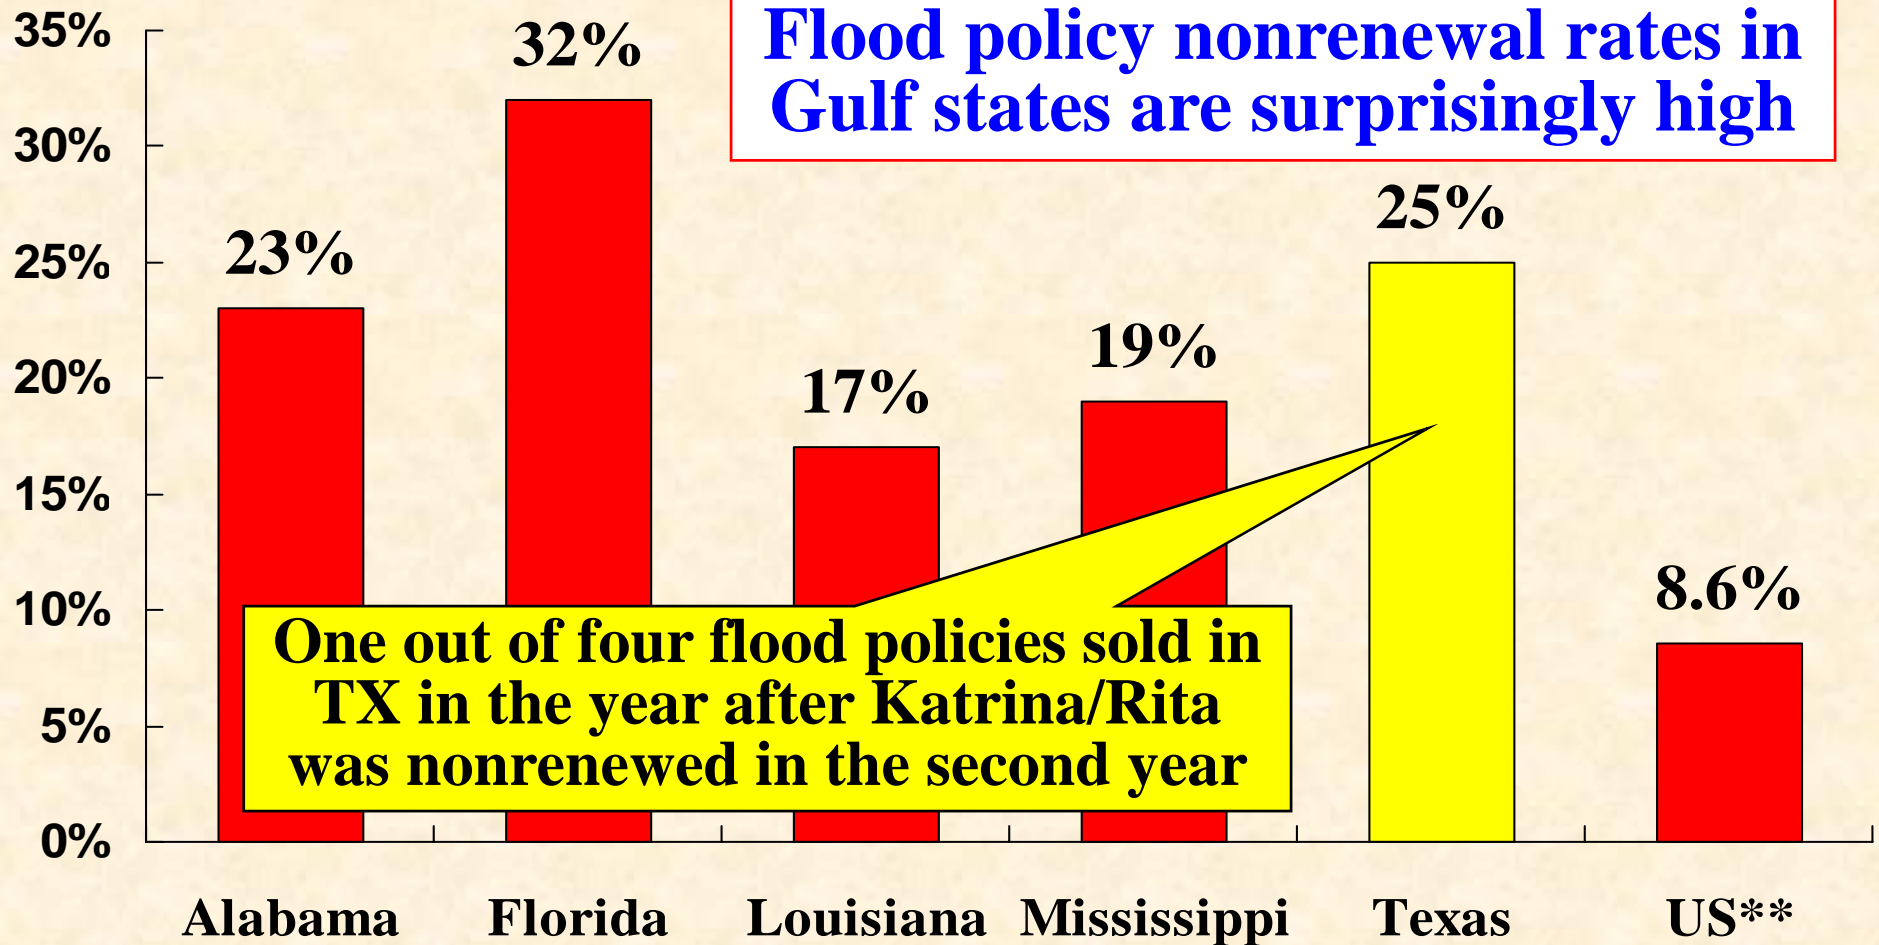 Flood policy nonrenewal rates in
Gulf states are surprisingly high
35%
30%
25%
20%
15%
10%
5%
0%
23%
32%
17%
19%
25%
8.6%
One out of four flood policies sold in
TX in the year after Katrina/Rita
was nonrenewed in the second year
Alabama
Florida
Louisiana
Mississippi
Texas
US**